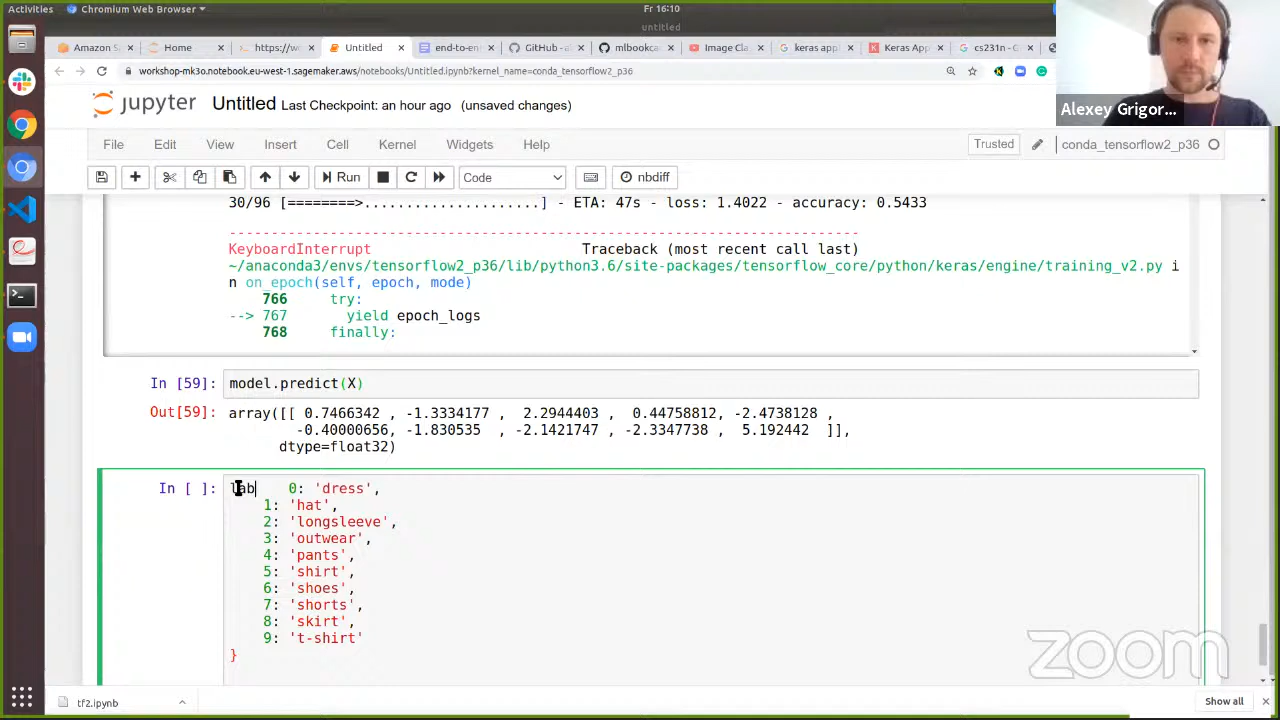 Activities Chromium Web Browser Fr 16:10
untitled
Amazon S Home https://w Untitled end-to-en GitHub - a mlbookca Image Cla keras app Keras App cs231n - G
workshop-mk3o.notebook.eu-west-1.sagemaker.aws/notebooks/Untitled.ipynb?kernel_name=conda_tensorflow2_p36
jupyter Untitled Last Checkpoint: an hour ago (unsaved changes)
Alexey Grigor...
File Edit View Insert Cell Kernel Widgets Help Trusted conda_tensorflow2_p36
Run Code nbdiff
30/96 [========>.....................] - ETA: 47s - loss: 1.4022 - accuracy: 0.5433
---------------------------------------------------------------------------
KeyboardInterrupt Traceback (most recent call last)
~/anaconda3/envs/tensorflow2_p36/lib/python3.6/site-packages/tensorflow_core/python/keras/engine/training_v2.py i
n on_epoch(self, epoch, mode)
766 try:
--> 767 yield epoch_logs
768 finally:
In [59]: model.predict(X)
Out[59]: array([[ 0.7466342 , -1.3334177 , 2.2944403 , 0.44758812, -2.4738128 ,
-0.40000656, -1.830535 , -2.1421747 , -2.3347738 , 5.192442 ]],
dtype=float32)
In [ ]: lab 0: 'dress',
1: 'hat',
2: 'longsleeve',
3: 'outwear',
4: 'pants',
5: 'shirt',
6: 'shoes',
7: 'shorts',
8: 'skirt',
9: 't-shirt'
}
zoom
tf2.ipynb Show all